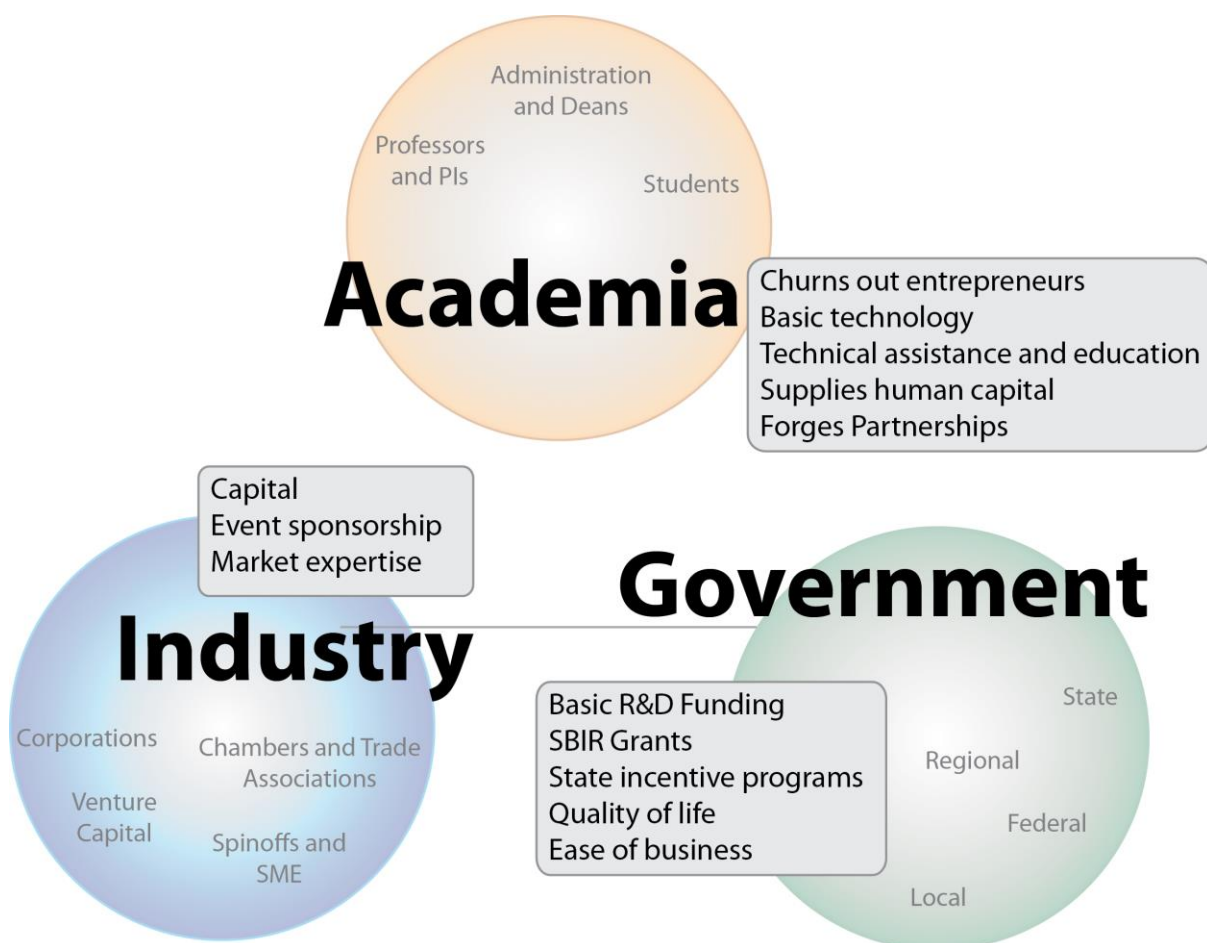 Administration
and Deans
Professors
and PIs
Students
Academia
Churns out entrepreneurs
Basic technology
Technical assistance and education
Supplies human capital
Forges Partnerships
Capital
Event sponsorship
Market expertise
Industry
Corporations
Chambers and Trade
Associations
Venture
Capital
Spinoffs and
SME
Government
Basic R&D Funding
SBIR Grants
State incentive programs
Quality of life
Ease of business
State
Regional
Federal
Local